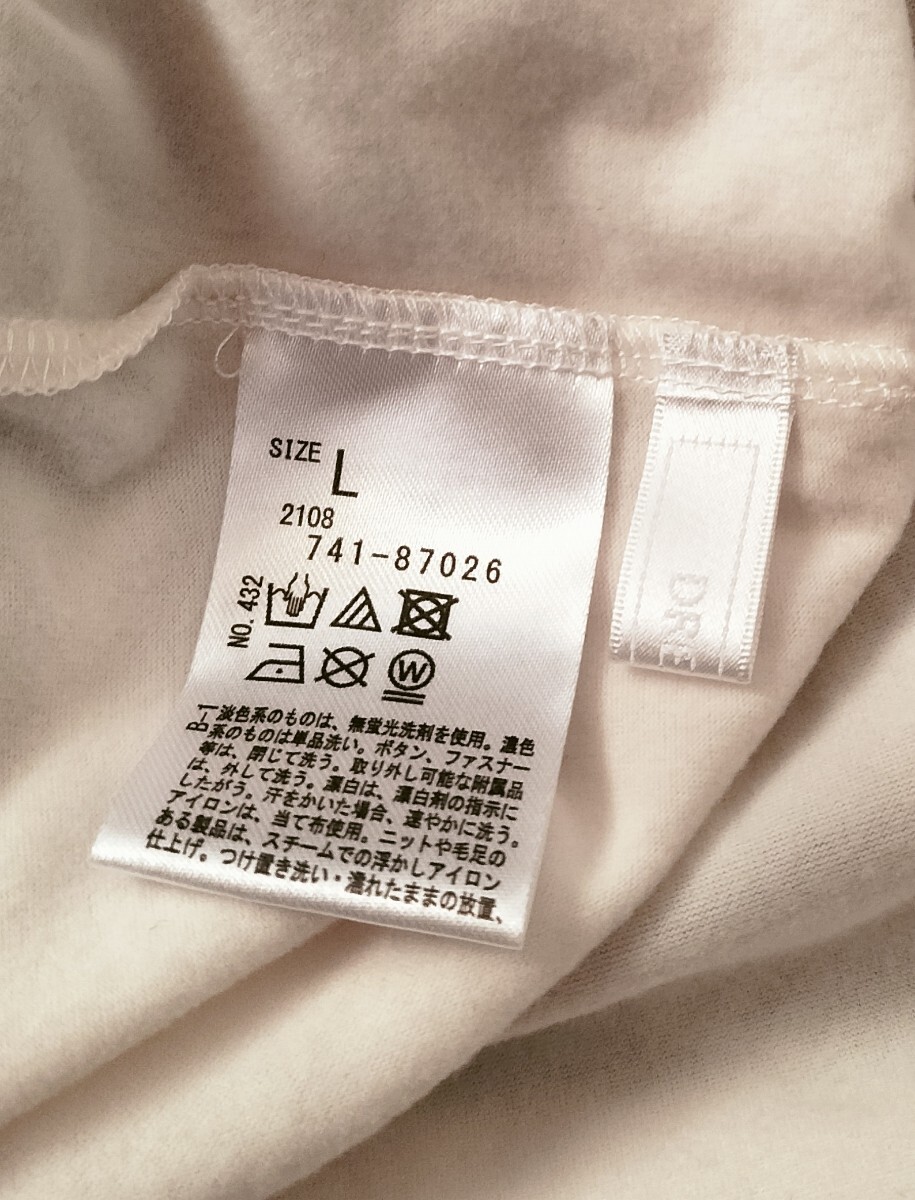 SIZE L
2108
741-87026
NO.432
W
B-1
淡色系のものは、無蛍光洗剤を使用。濃色
系のものは単品洗い。ボタン、ファスナー
等は、閉じて洗う。取り外し可能な附属品
は、外して洗う。漂白は、漂白剤の指示に
したがう。汗をかいた場合、速やかに洗う。
アイロンは、当て布使用。ニットや毛足の
ある製品は、スチームでの浮かしアイロン
仕上げ。つけ置き洗い・濡れたままの放置、
DR